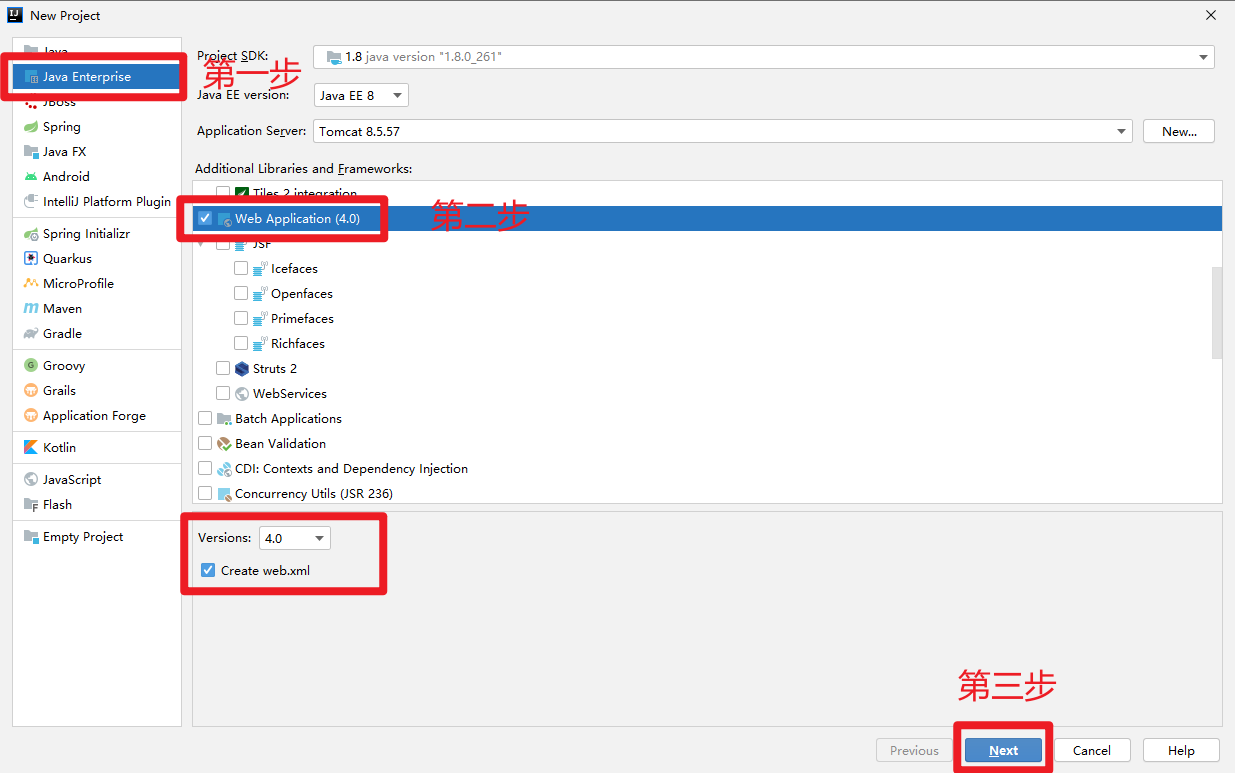 New Project
Java
Java Enterprise
JBoss
Spring
Java FX
Android
IntelliJ Platform Plugin
Spring Initializr
Quarkus
MicroProfile
Maven
Gradle
Groovy
Grails
Application Forge
Kotlin
JavaScript
Flash
Empty Project
第一步
Project SDK: 1.8 java version "1.8.0_261"
Java EE version: Java EE 8
Application Server: Tomcat 8.5.57 New...
Additional Libraries and Frameworks:
Tiles 2 integration
Web Application (4.0) 第二步
JSF
Icefaces
Openfaces
Primefaces
Richfaces
Struts 2
WebServices
Batch Applications
Bean Validation
CDI: Contexts and Dependency Injection
Concurrency Utils (JSR 236)
Versions: 4.0
Create web.xml
第三步
Previous Next Cancel Help